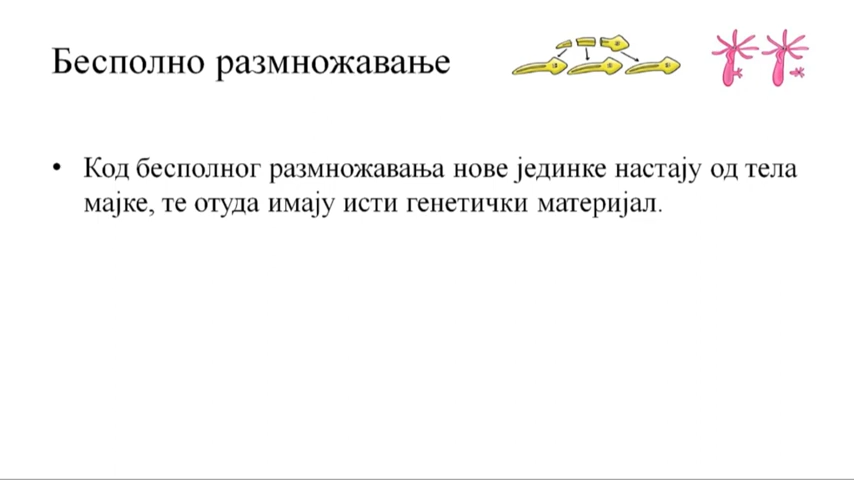 Бесполно размножавање
• Код бесполног размножавања нове јединке настају од тела
мајке, те отуда имају исти генетички материјал.